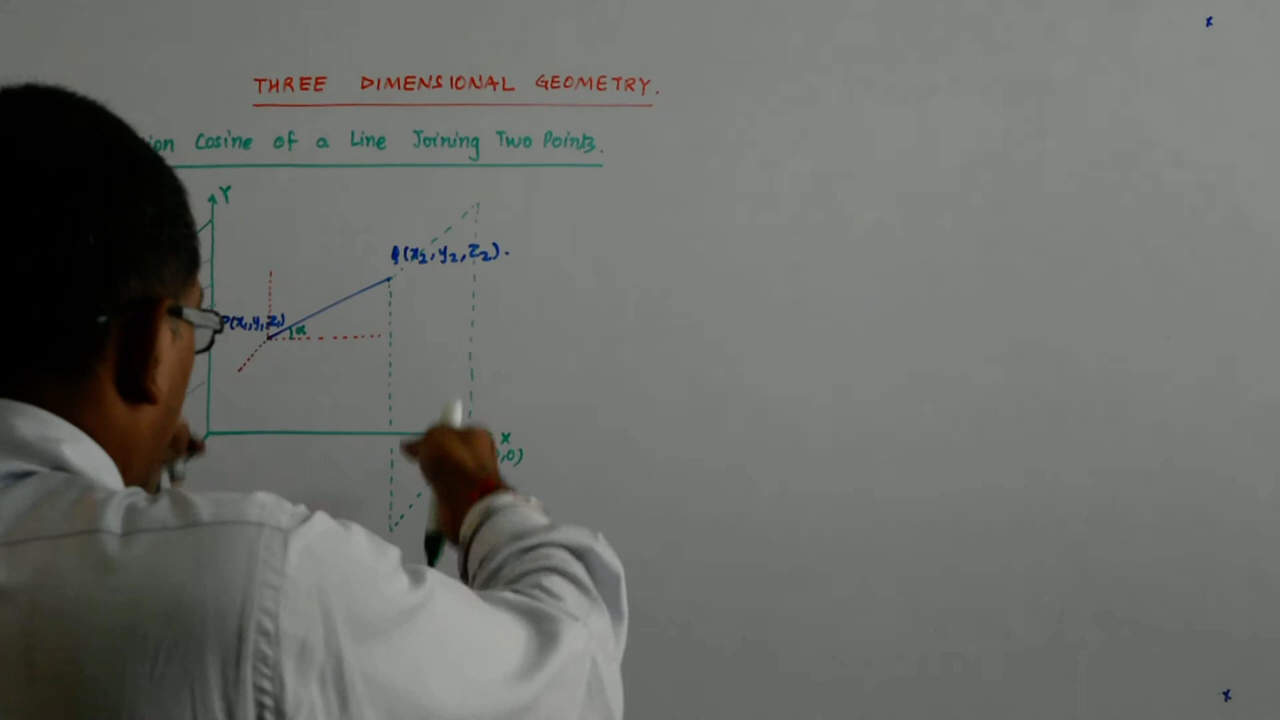 THREE DIMENSIONAL GEOMETRY.
ion Cosine of a Line Joining Two Points.
Y
Q(x₂, y₂, z₂).
P(x₁, y₁, z₁)
α
X
,0)
x
x